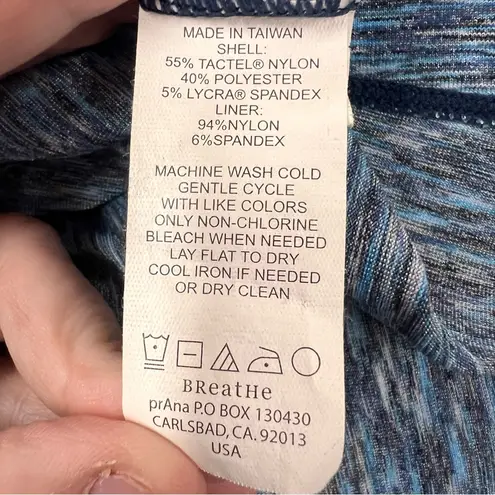 MADE IN TAIWAN
SHELL:
55% TACTEL® NYLON
40% POLYESTER
5% LYCRA® SPANDEX
LINER:
94%NYLON
6%SPANDEX
MACHINE WASH COLD
GENTLE CYCLE
WITH LIKE COLORS
ONLY NON-CHLORINE
BLEACH WHEN NEEDED
LAY FLAT TO DRY
COOL IRON IF NEEDED
OR DRY CLEAN
BReatHe
prAna P.O BOX 130430
CARLSBAD, CA. 92013
USA